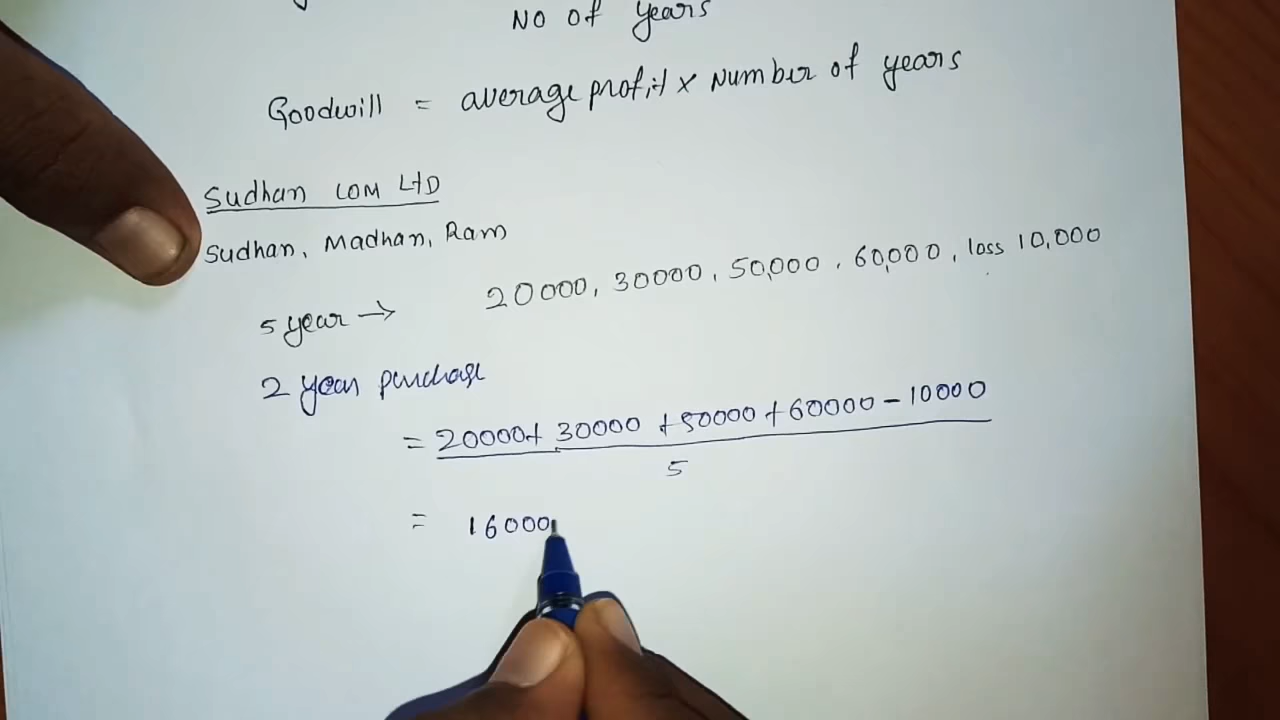 No of years
Goodwill = average profit x Number of years
Sudhan COM LTD
Sudhan, Madhan, Ram
5 year → 20000, 30000, 50,000, 60,000, loss 10,000
2 year purchase
= 20000+ 30000 +50000+60000-10000
5
= 16000